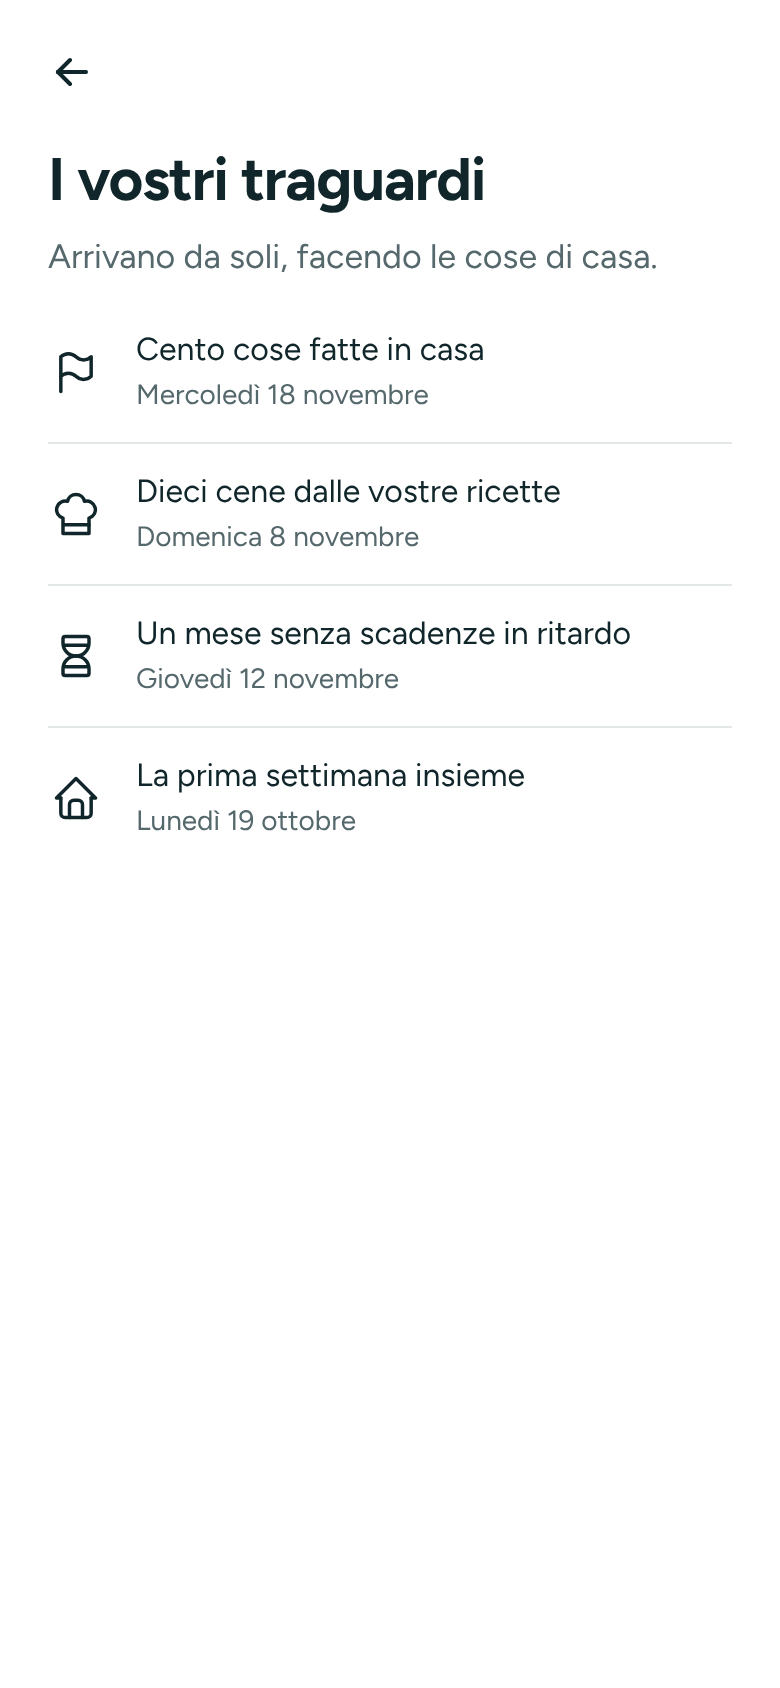 I vostri traguardi
Arrivano da soli, facendo le cose di casa.
Cento cose fatte in casa
Mercoledì 18 novembre
Dieci cene dalle vostre ricette
Domenica 8 novembre
Un mese senza scadenze in ritardo
Giovedì 12 novembre
La prima settimana insieme
Lunedì 19 ottobre